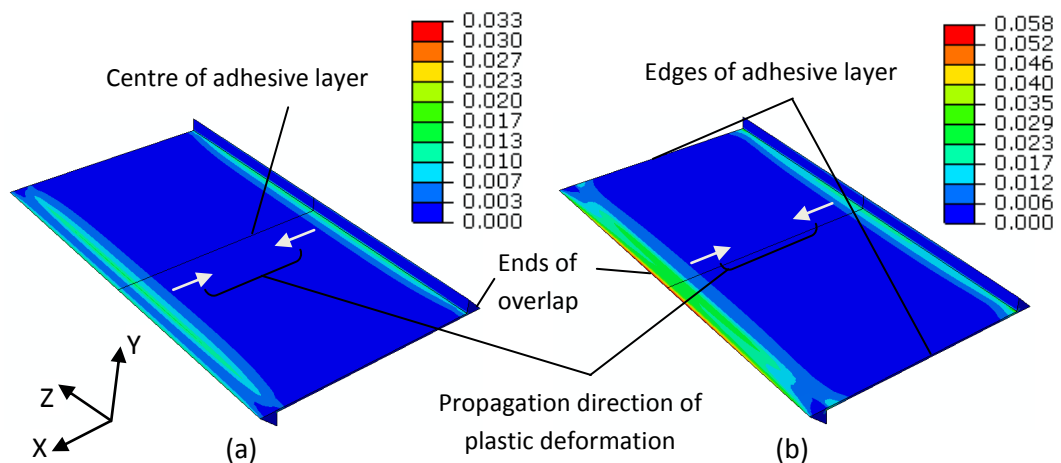 0.033
0.030
0.027
0.023
0.020
0.017
0.013
0.010
0.007
0.003
0.000
Centre of adhesive layer
0.058
0.052
0.046
0.040
0.035
0.029
0.023
0.017
0.012
0.006
0.000
Edges of adhesive layer
Ends of
overlap
Y
Z
X
Propagation direction of
plastic deformation
(a)
(b)